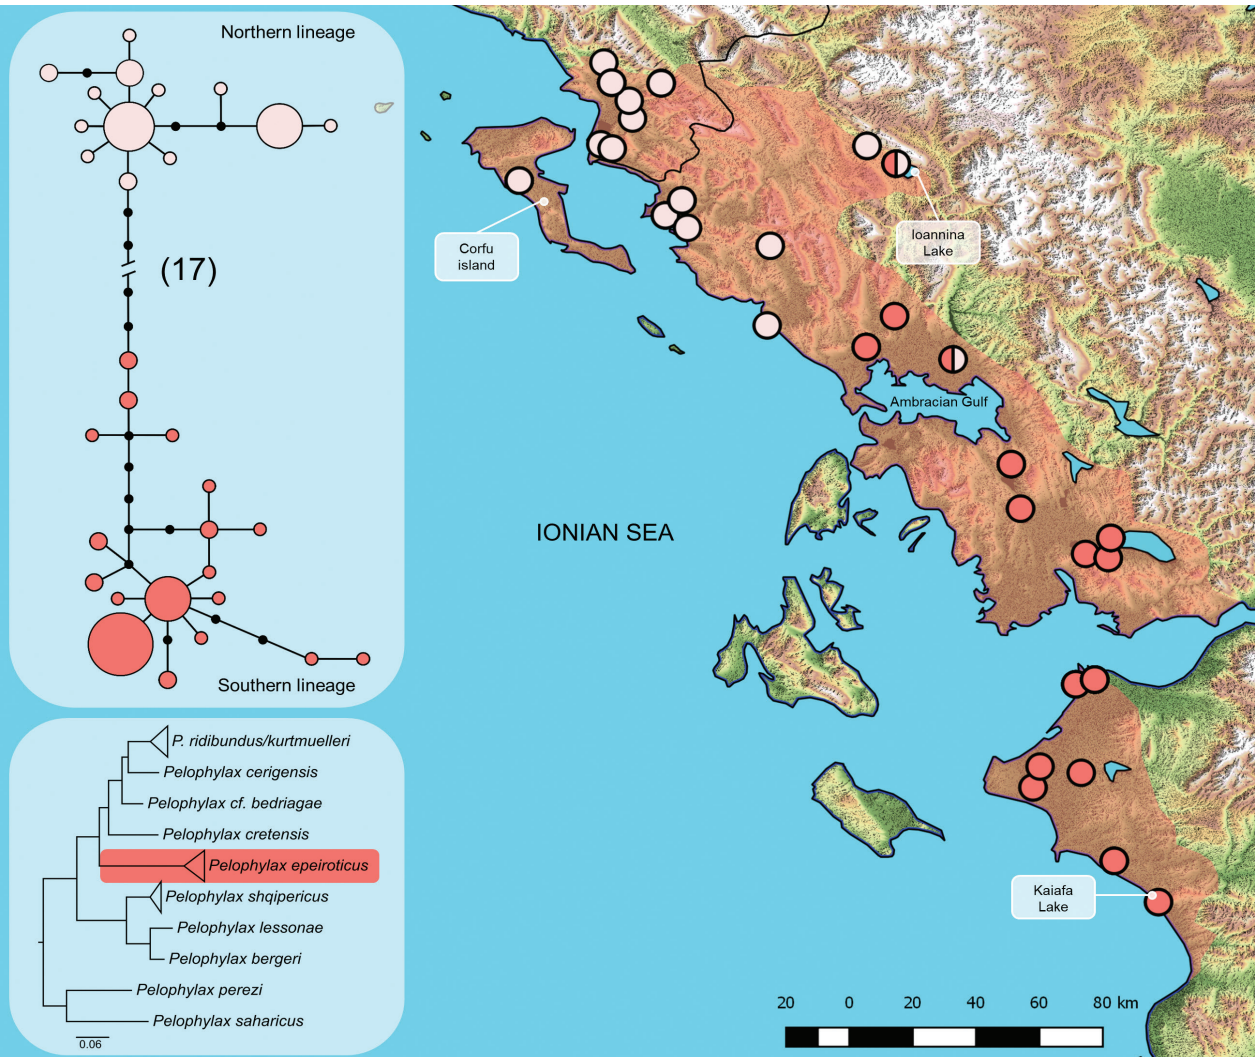 Northern lineage
(17)
Southern lineage
P. ridibundus/kurtmuelleri
Pelophylax cerigensis
Pelophylax cf. bedriagae
Pelophylax cretensis
Pelophylax epeiroticus
Pelophylax shqipericus
Pelophylax lessonae
Pelophylax bergeri
Pelophylax perezi
Pelophylax saharicus
0.06
Corfu
island
Ioannina
Lake
Ambracian Gulf
IONIAN SEA
Kaiafa
Lake
20 0 20 40 60 80 km